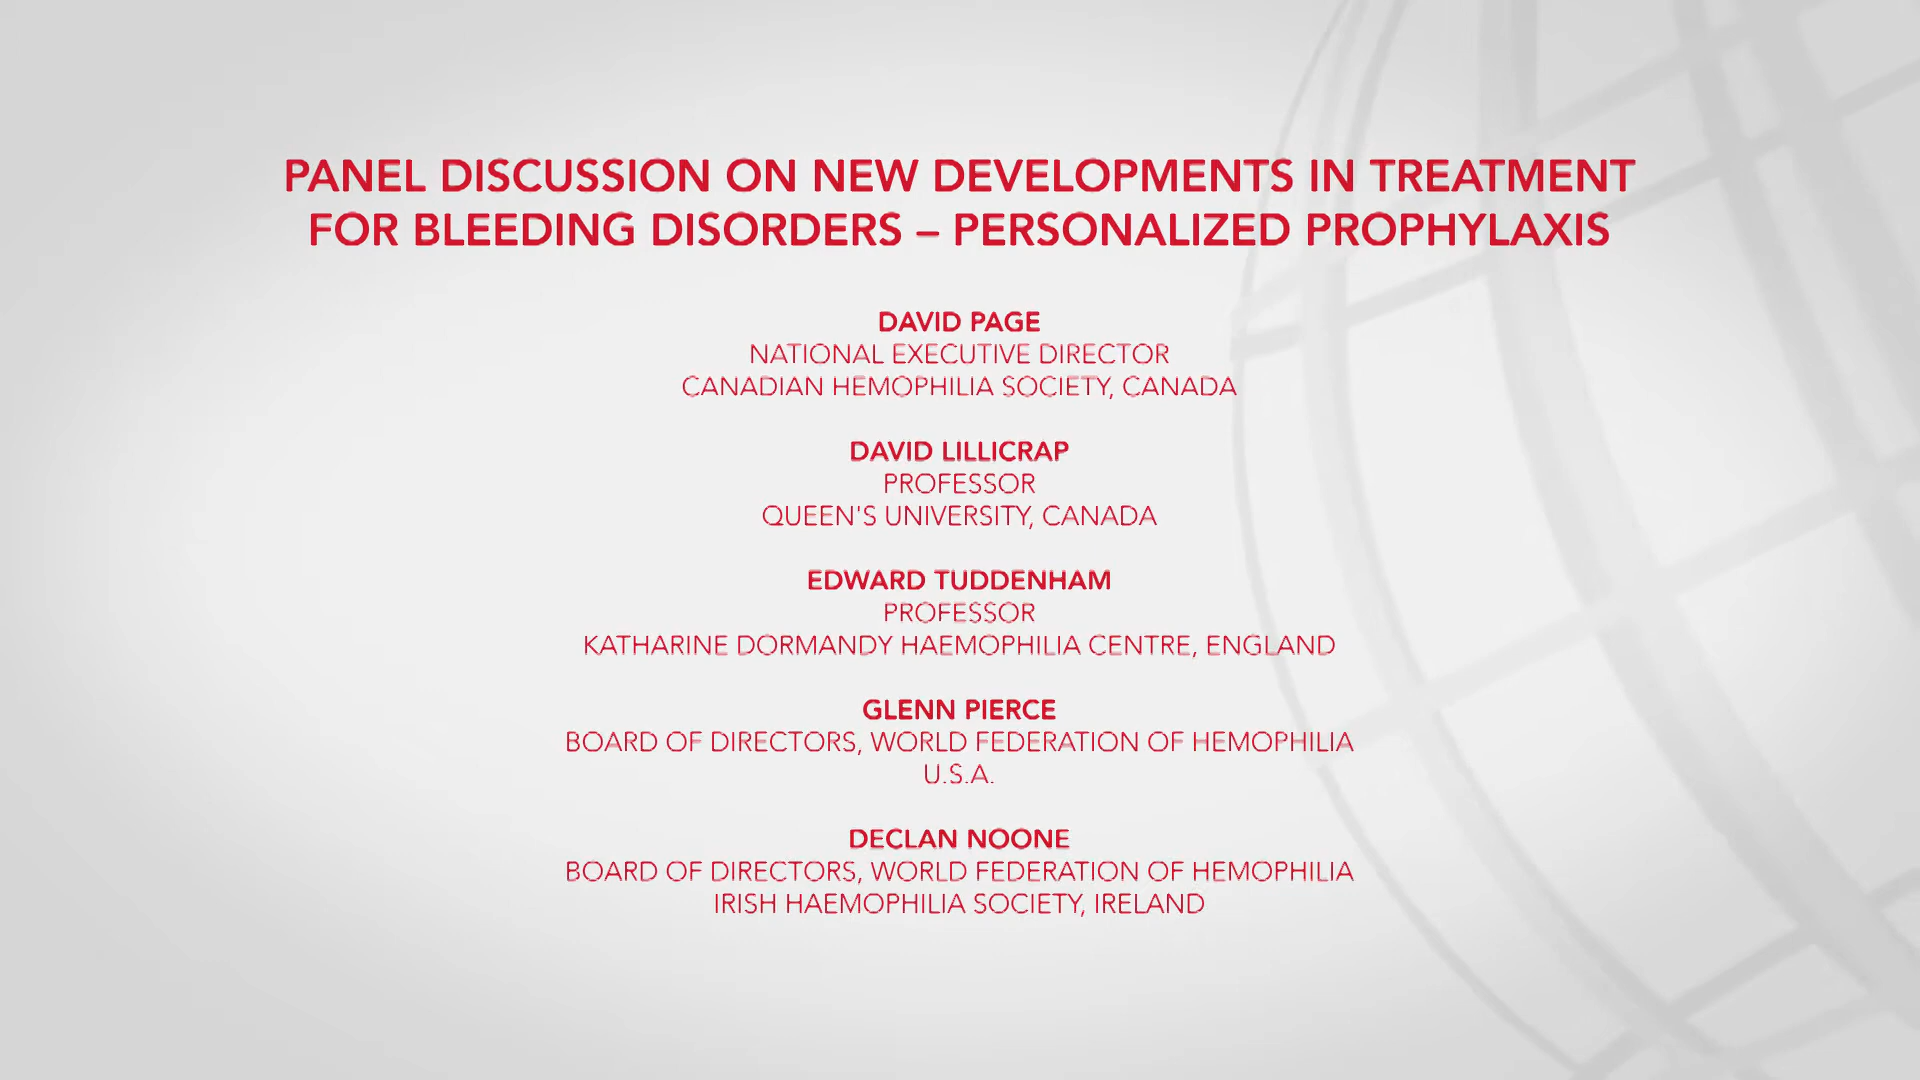 PANEL DISCUSSION ON NEW DEVELOPMENTS IN TREATMENT
FOR BLEEDING DISORDERS – PERSONALIZED PROPHYLAXIS
DAVID PAGE
NATIONAL EXECUTIVE DIRECTOR
CANADIAN HEMOPHILIA SOCIETY, CANADA
DAVID LILLICRAP
PROFESSOR
QUEEN'S UNIVERSITY, CANADA
EDWARD TUDDENHAM
PROFESSOR
KATHARINE DORMANDY HAEMOPHILIA CENTRE, ENGLAND
GLENN PIERCE
BOARD OF DIRECTORS, WORLD FEDERATION OF HEMOPHILIA
U.S.A.
DECLAN NOONE
BOARD OF DIRECTORS, WORLD FEDERATION OF HEMOPHILIA
IRISH HAEMOPHILIA SOCIETY, IRELAND